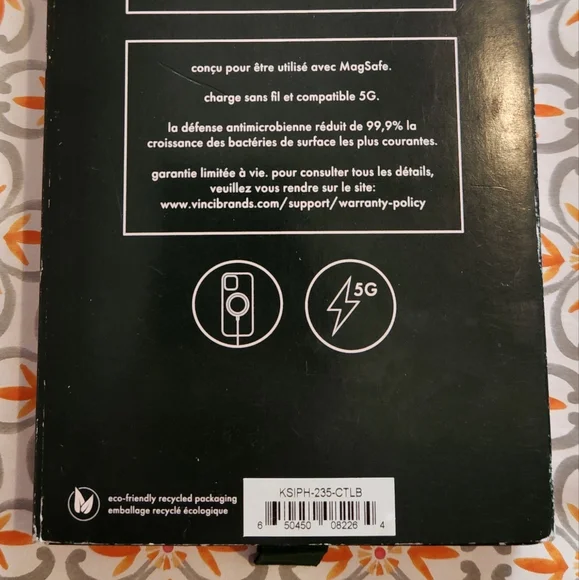 conçu pour être utilisé avec MagSafe.
charge sans fil et compatible 5G.
la défense antimicrobienne réduit de 99,9% la
croissance des bactéries de surface les plus courantes.
garantie limitée à vie. pour consulter tous les détails,
veuillez vous rendre sur le site:
www.vincibrands.com/support/warranty-policy
5G
eco-friendly recycled packaging
emballage recyclé écologique
KSIPH-235-CTLB
6 50450 08226 4